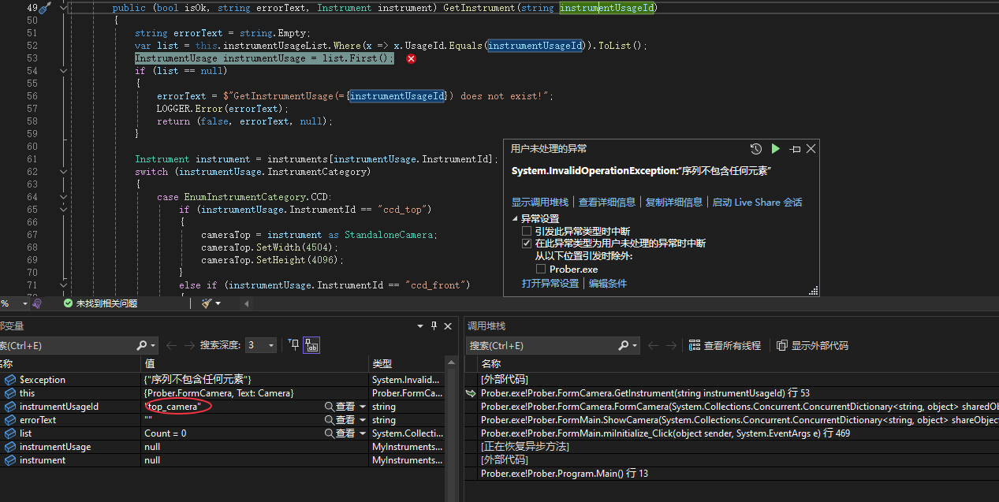 49 public (bool isOk, string errorText, Instrument instrument) GetInstrument(string instrumentUsageId)
50 {
51 string errorText = string.Empty;
52 var list = this.instrumentUsageList.Where(x => x.UsageId.Equals(instrumentUsageId)).ToList();
53 InstrumentUsage instrumentUsage = list.First();
54 if (list == null)
55 {
56 errorText = $"GetInstrumentUsage(={instrumentUsageId}) does not exist!";
57 LOGGER.Error(errorText);
58 return (false, errorText, null);
59 }
60
61 Instrument instrument = instruments[instrumentUsage.InstrumentId];
62 switch (instrumentUsage.InstrumentCategory)
63 {
64 case EnumInstrumentCategory.CCD:
65 if (instrumentUsage.InstrumentId == "ccd_top")
66 {
67 cameraTop = instrument as StandaloneCamera;
68 cameraTop.SetWidth(4504);
69 cameraTop.SetHeight(4096);
70 }
71 else if (instrumentUsage.InstrumentId == "ccd_front")
用户未处理的异常
System.InvalidOperationException:“序列不包含任何元素”
显示调用堆栈 | 查看详细信息 | 复制详细信息 | 启动 Live Share 会话
异常设置
引发此异常类型时中断
在此异常类型为用户未处理的异常时中断
从以下位置引发时除外:
Prober.exe
打开异常设置 | 编辑条件
% 未找到相关问题
部变量
索(Ctrl+E) 搜索深度: 3
名称 值 类型
$exception {"序列不包含任何元素"} System.Invalid...
this {Prober.FormCamera, Text: Camera} Prober.FormCa...
instrumentUsageId "top_camera" 查看 string
errorText "" 查看 string
list Count = 0 查看 System.Collecti...
instrumentUsage null MyInstruments...
instrument null MyInstruments...
调用堆栈
搜索(Ctrl+E) 查看所有线程 显示外部代码
名称
[外部代码]
Prober.exe!Prober.FormCamera.GetInstrument(string instrumentUsageId) 行 53
Prober.exe!Prober.FormCamera.FormCamera(System.Collections.Concurrent.ConcurrentDictionary<string, object> sharedObje
Prober.exe!Prober.FormMain.ShowCamera(System.Collections.Concurrent.ConcurrentDictionary<string, object> shareObject
Prober.exe!Prober.FormMain.miInitialize_Click(object sender, System.EventArgs e) 行 469
[正在恢复异步方法]
[外部代码]
Prober.exe!Prober.Program.Main() 行 13